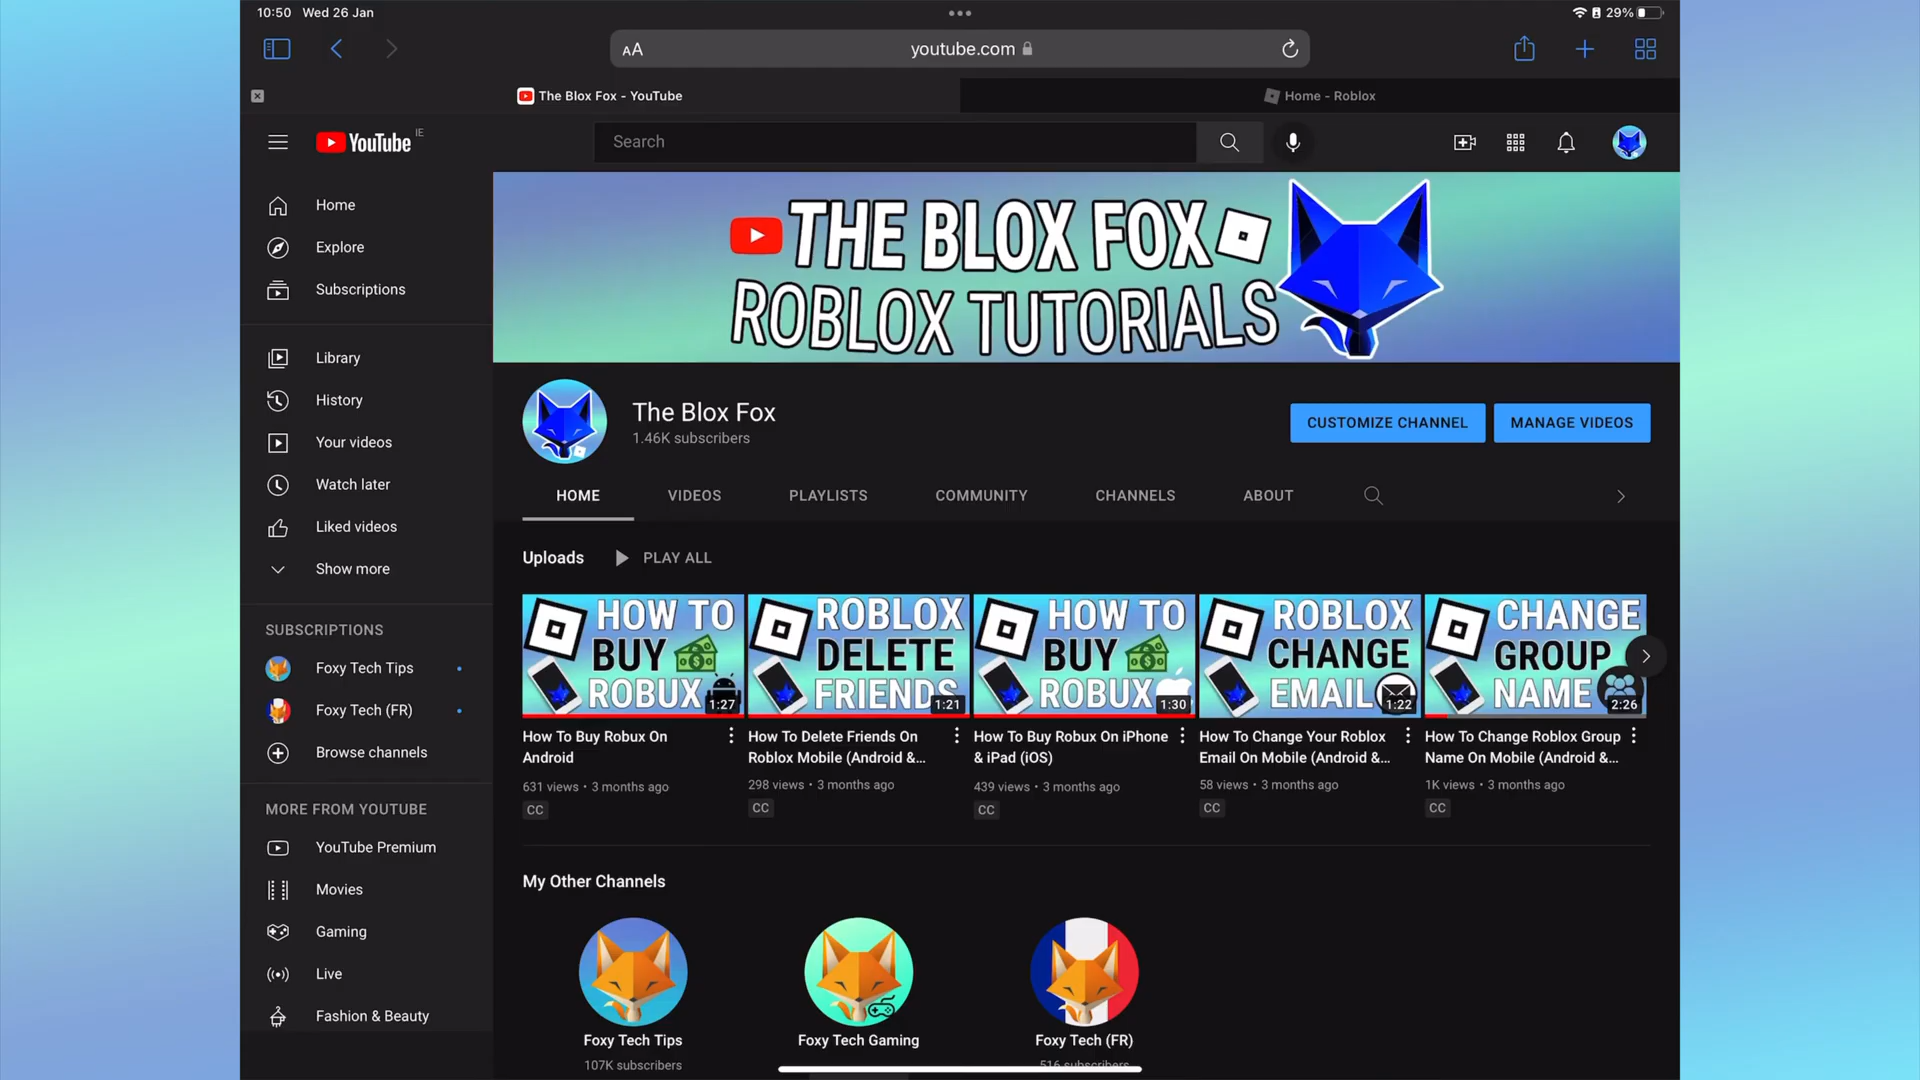 10:50 Wed 26 Jan
29%
AA
youtube.com
The Blox Fox - YouTube
Home - Roblox
YouTube IE
Search
THE BLOX FOX
ROBLOX TUTORIALS
Home
Explore
Subscriptions
Library
History
Your videos
Watch later
Liked videos
Show more
SUBSCRIPTIONS
Foxy Tech Tips
Foxy Tech (FR)
Browse channels
MORE FROM YOUTUBE
YouTube Premium
Movies
Gaming
Live
Fashion & Beauty
The Blox Fox
1.46K subscribers
CUSTOMIZE CHANNEL
MANAGE VIDEOS
HOME
VIDEOS
PLAYLISTS
COMMUNITY
CHANNELS
ABOUT
Uploads
PLAY ALL
HOW TO
BUY
ROBUX
1:27
How To Buy Robux On
Android
631 views • 3 months ago
CC
ROBLOX
DELETE
FRIENDS
1:21
How To Delete Friends On
Roblox Mobile (Android &...
298 views • 3 months ago
CC
HOW TO
BUY
ROBUX
1:30
How To Buy Robux On iPhone
& iPad (iOS)
439 views • 3 months ago
CC
ROBLOX
CHANGE
EMAIL
1:22
How To Change Your Roblox
Email On Mobile (Android &...
58 views • 3 months ago
CC
CHANGE
GROUP
NAME
2:26
How To Change Roblox Group
Name On Mobile (Android &...
1K views • 3 months ago
CC
My Other Channels
Foxy Tech Tips
107K subscribers
Foxy Tech Gaming
Foxy Tech (FR)
516 subscribers